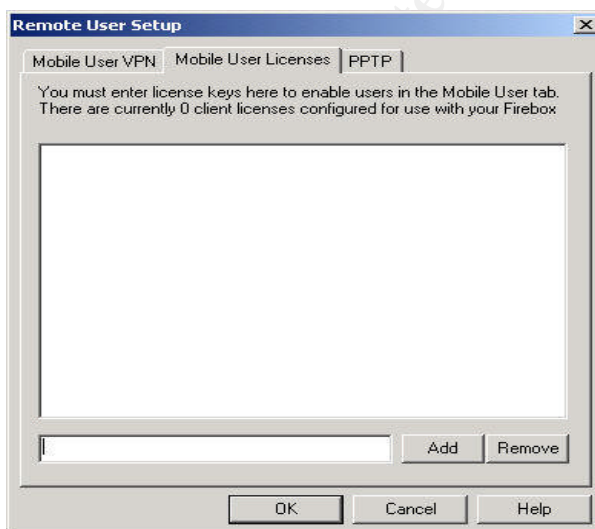 Remote User Setup
Mobile User VPN
Mobile User Licenses
PPTP
You must enter license keys here to enable users in the Mobile User tab.
There are currently 0 client licenses configured for use with your Firebox
Add
Remove
OK
Cancel
Help